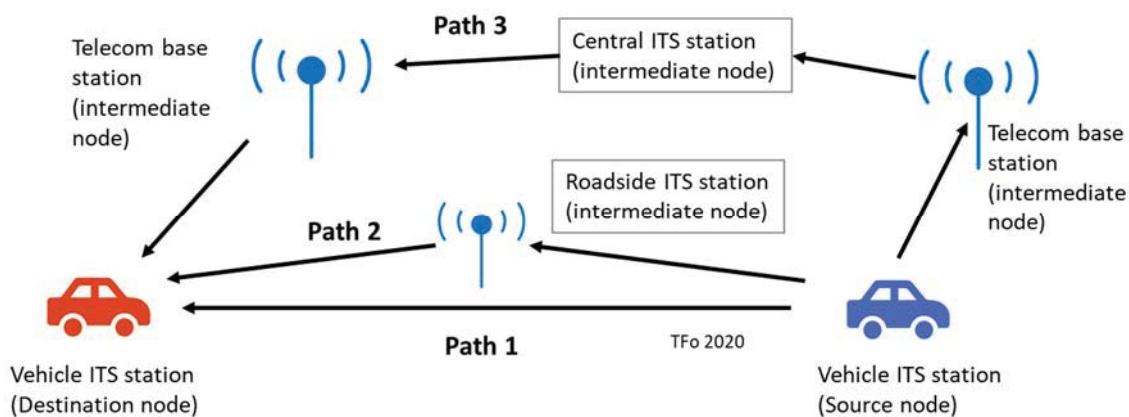 Path 3
Telecom base
station
(intermediate
node)
Central ITS station
(intermediate node)
Telecom base
station
(intermediate
node)
Roadside ITS station
(intermediate node)
Path 2
Path 1
TFo 2020
Vehicle ITS station
(Destination node)
Vehicle ITS station
(Source node)